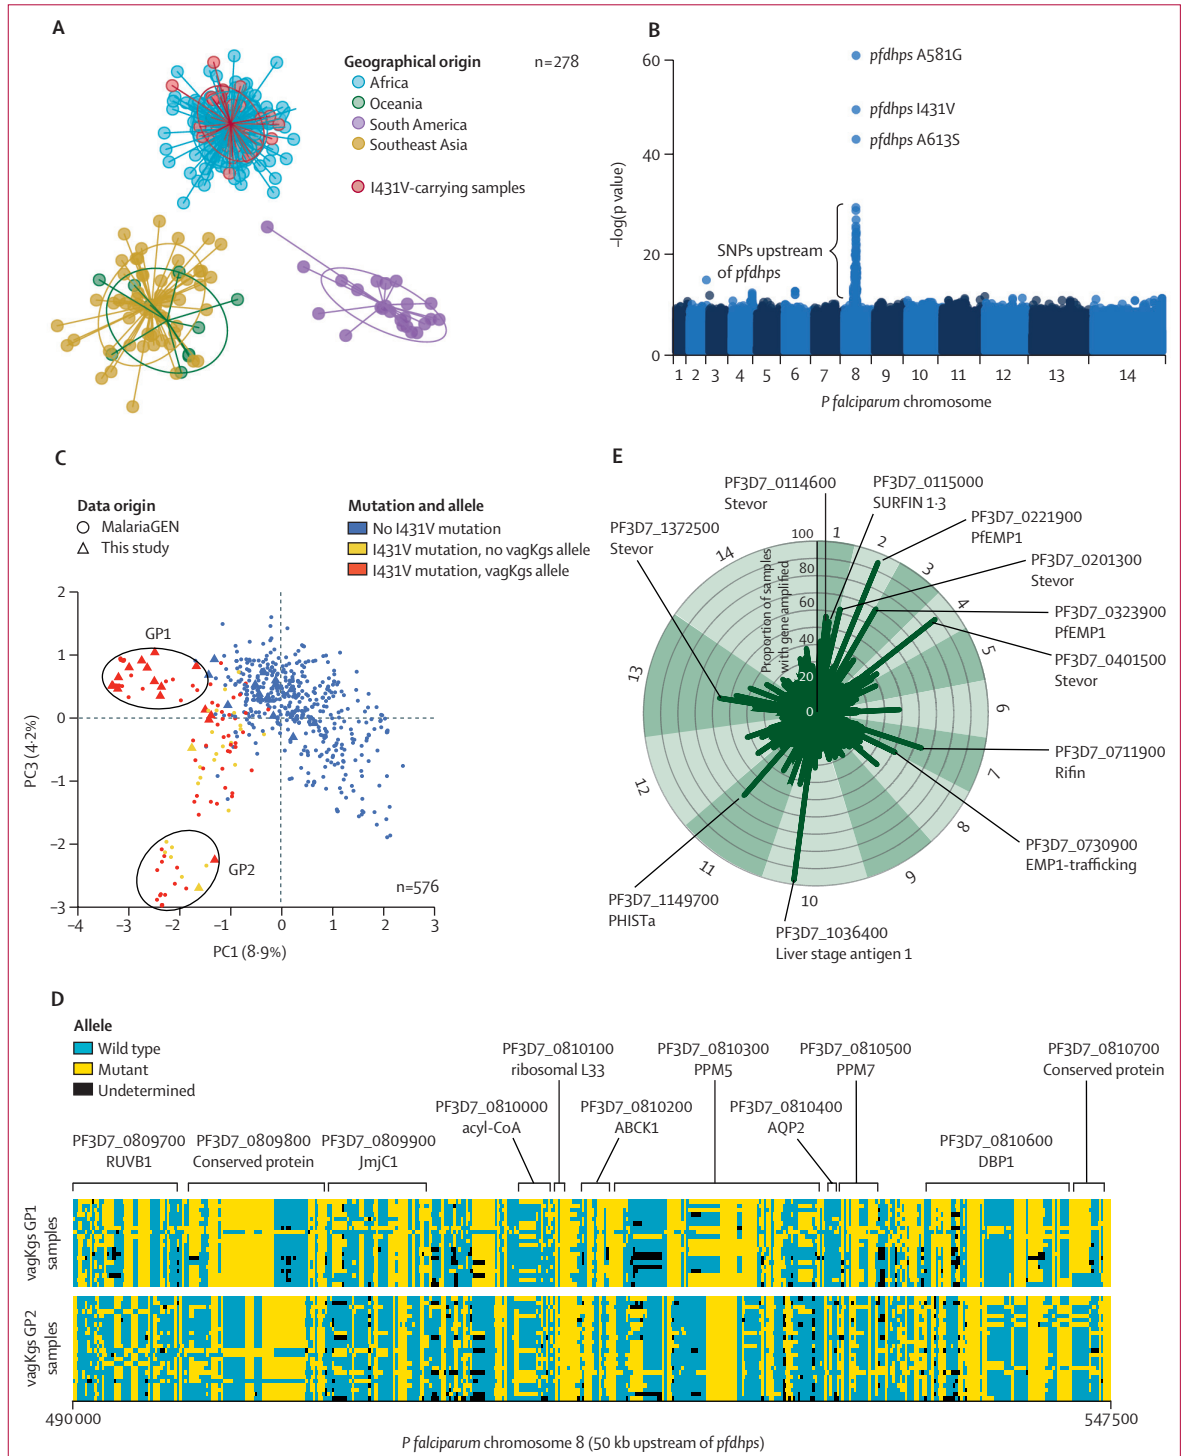 A
Geographical origin
n=278
Africa
Oceania
South America
Southeast Asia
I431V-carrying samples
B
60
40
20
0
–log(p value)
pfdhps A581G
pfdhps I431V
pfdhps A613S
SNPs upstream
of pfdhps
1 2 3 4 5 6 7 8 9 10 11 12 13 14
P falciparum chromosome
C
Data origin
MalariaGEN
This study
Mutation and allele
No I431V mutation
I431V mutation, no vagKgs allele
I431V mutation, vagKgs allele
2
1
0
–1
–2
–3
PC3 (4·2%)
GP1
GP2
n=576
–4 –3 –2 –1 0 1 2 3
PC1 (8·9%)
E
PF3D7_0114600
Stevor
PF3D7_0115000
SURFIN 1·3
PF3D7_1372500
Stevor
PF3D7_0221900
PfEMP1
PF3D7_0201300
Stevor
PF3D7_0323900
PfEMP1
PF3D7_0401500
Stevor
PF3D7_0711900
Rifin
PF3D7_0730900
EMP1-trafficking
PF3D7_1036400
Liver stage antigen 1
PF3D7_1149700
PHISTa
100
80
60
40
20
0
Proportion of samples
with gene amplified
1
2
3
4
5
6
7
8
9
10
11
12
13
14
D
Allele
Wild type
Mutant
Undetermined
PF3D7_0810100
ribosomal L33
PF3D7_0810300
PPM5
PF3D7_0810500
PPM7
PF3D7_0810700
Conserved protein
PF3D7_0810000
acyl-CoA
PF3D7_0810200
ABCK1
PF3D7_0810400
AQP2
PF3D7_0809700
RUVB1
PF3D7_0809800
Conserved protein
PF3D7_0809900
JmjC1
PF3D7_0810600
DBP1
vagKgs GP1
samples
vagKgs GP2
samples
490 000
547 500
P falciparum chromosome 8 (50 kb upstream of pfdhps)